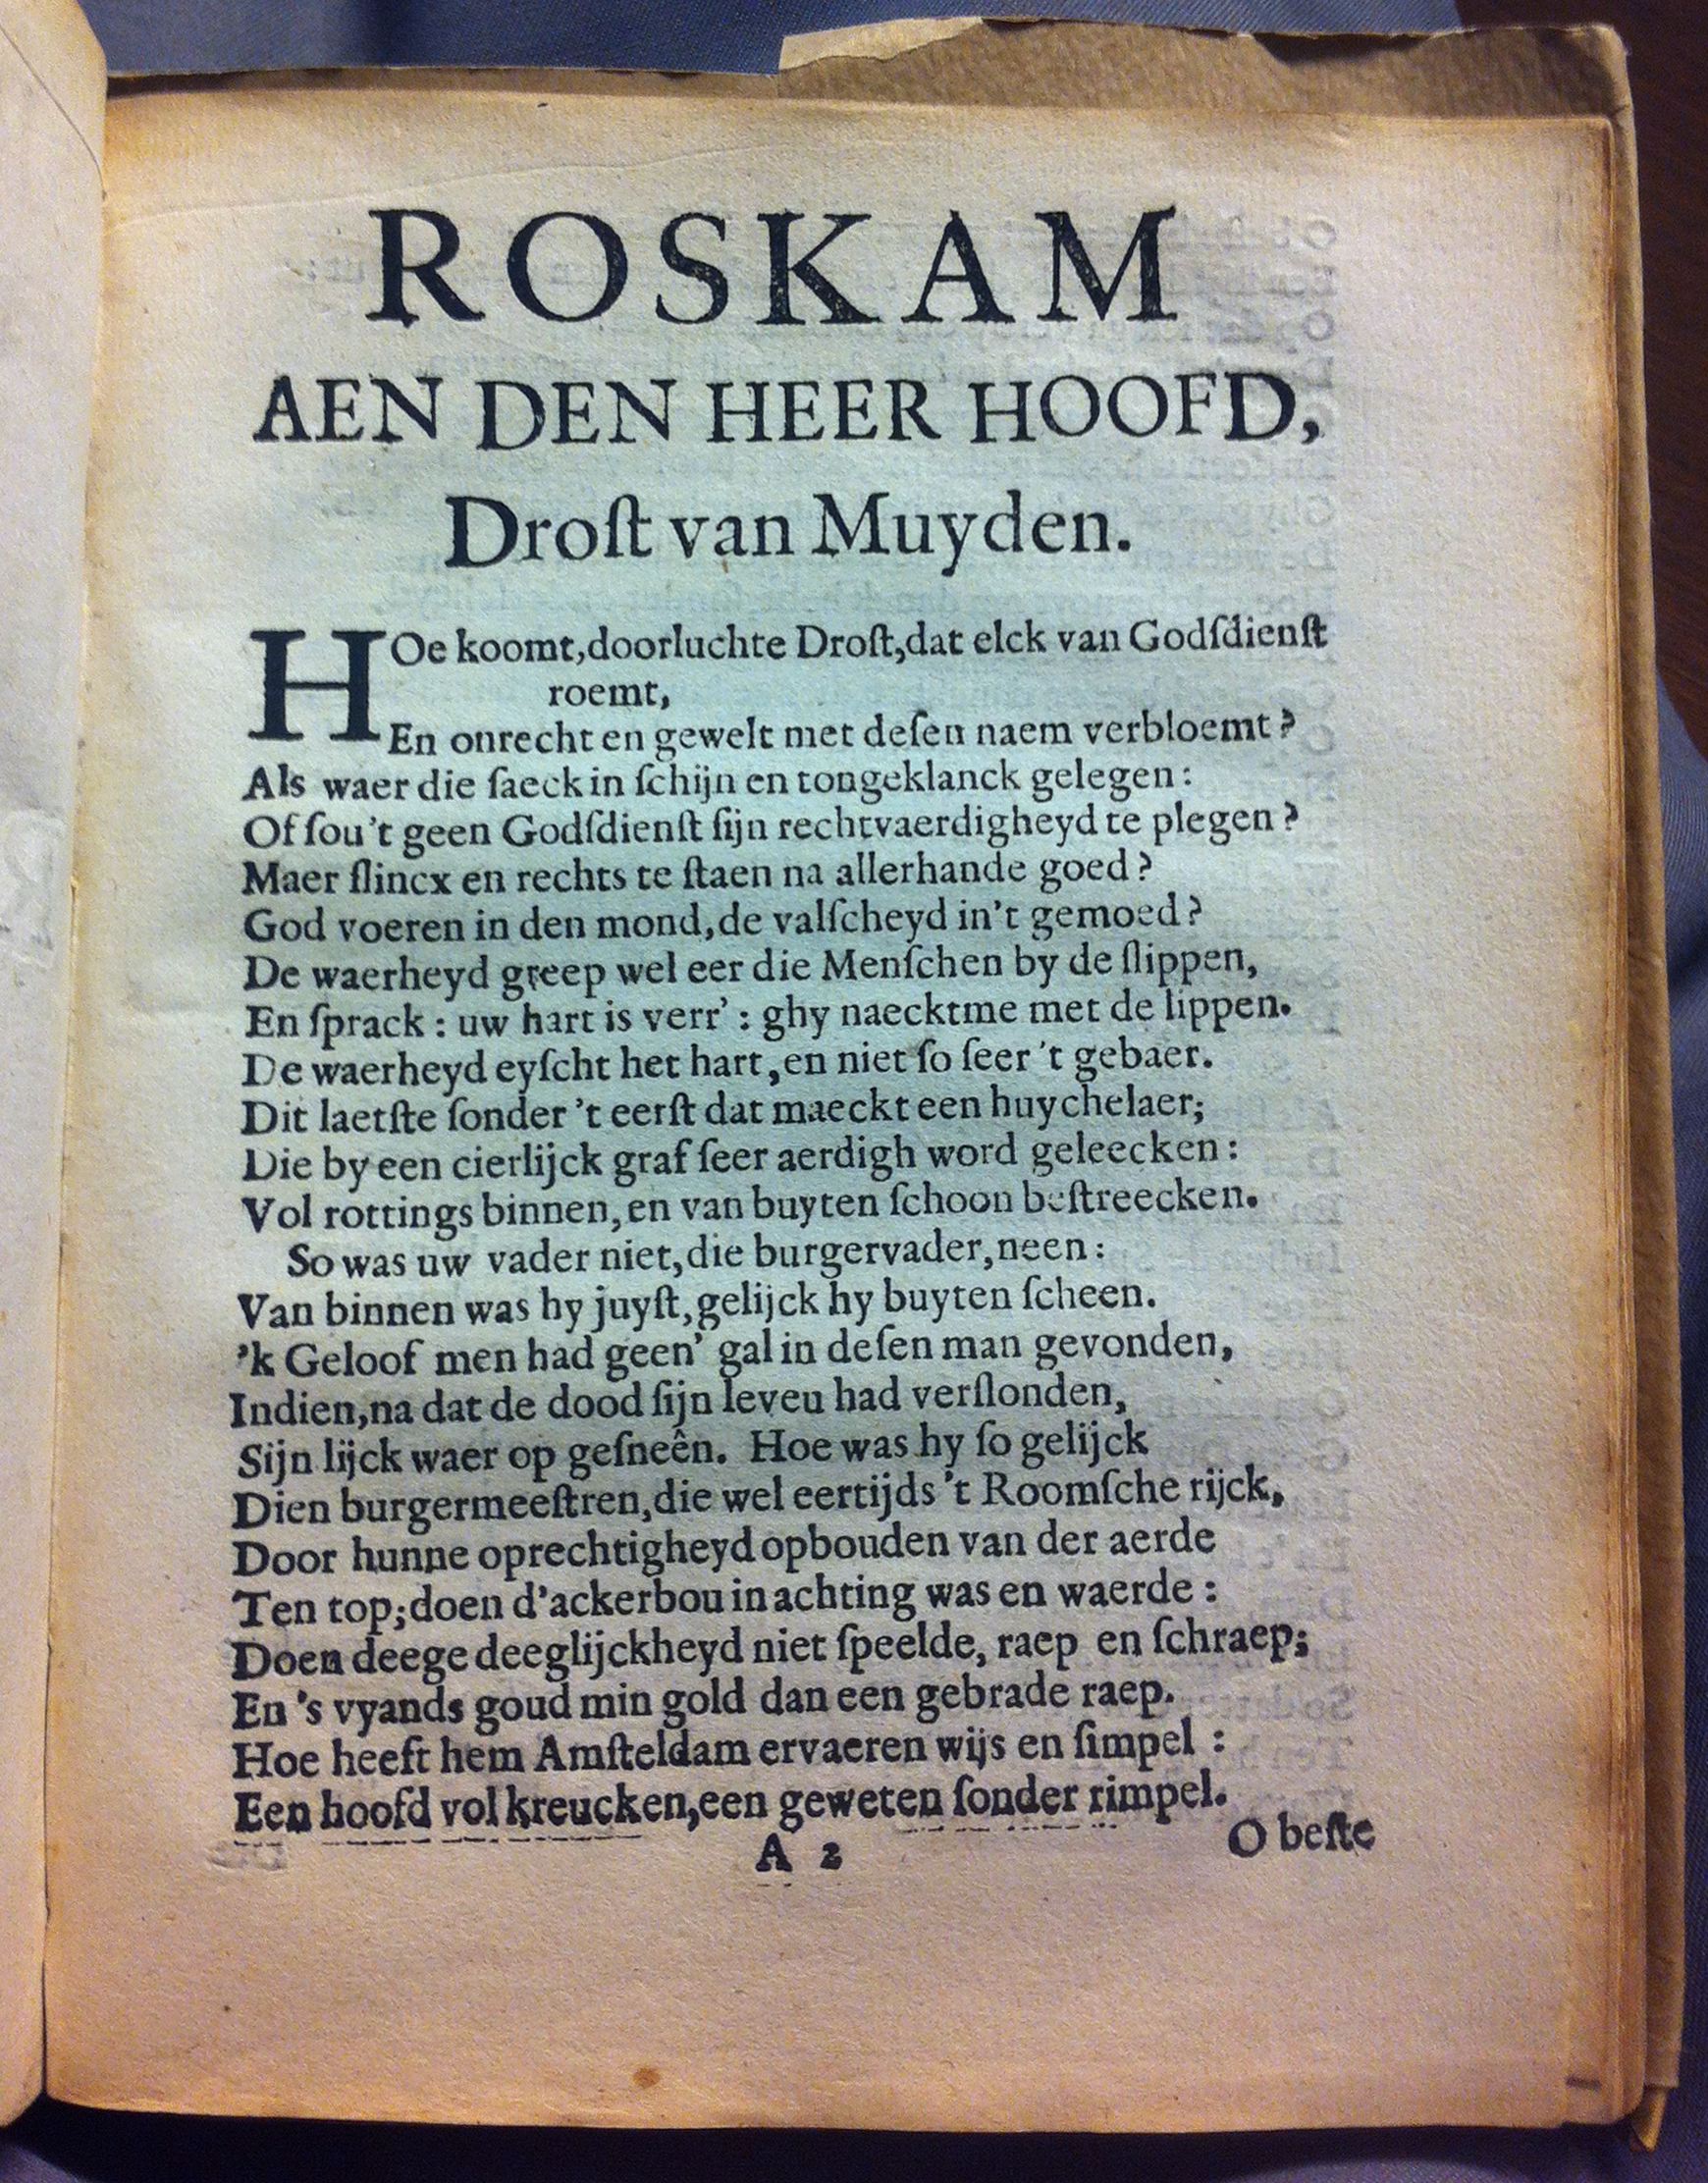 ROSKAM
AEN DEN HEER HOOFD,
Droſt van Muyden.
HOe koomt, doorluchte Droſt, dat elck van Godſdienſt
roemt,
En onrecht en gewelt met deſen naem verbloemt?
Als waer die ſaeck in ſchijn en tongeklanck gelegen:
Of ſou't geen Godſdienſt ſijn rechtvaerdigheyd te plegen?
Maer ſlincx en rechts te ſtaen na allerhande goed?
God voeren in den mond, de valſcheyd in't gemoed?
De waerheyd greep wel eer die Menſchen by de ſlippen,
En ſprack: uw hart is verr': ghy naecktme met de lippen.
De waerheyd eyſcht het hart, en niet ſo ſeer 't gebaer.
Dit laetſte ſonder 't eerſt dat maeckt een huychelaer;
Die by een cierlijck graf ſeer aerdigh word geleecken:
Vol rottings binnen, en van buyten ſchoon beſtreecken.
So was uw vader niet, die burgervader, neen:
Van binnen was hy juyſt, gelijck hy buyten ſcheen.
'k Geloof men had geen' gal in deſen man gevonden,
Indien, na dat de dood ſijn leveu had verſlonden,
Sijn lijck waer op geſneên. Hoe was hy ſo gelijck
Dien burgermeeſtren, die wel eertijds 't Roomſche rijck,
Door hunne oprechtigheyd opbouden van der aerde
Ten top; doen d'ackerbou in achting was en waerde:
Doen deege deeglijckheyd niet ſpeelde, raep en ſchraep;
En 's vyands goud min gold dan een gebrade raep.
Hoe heeft hem Amſteldam ervaeren wijs en ſimpel:
Een hoofd vol kreucken, een geweten ſonder rimpel.
A 2
O beſte